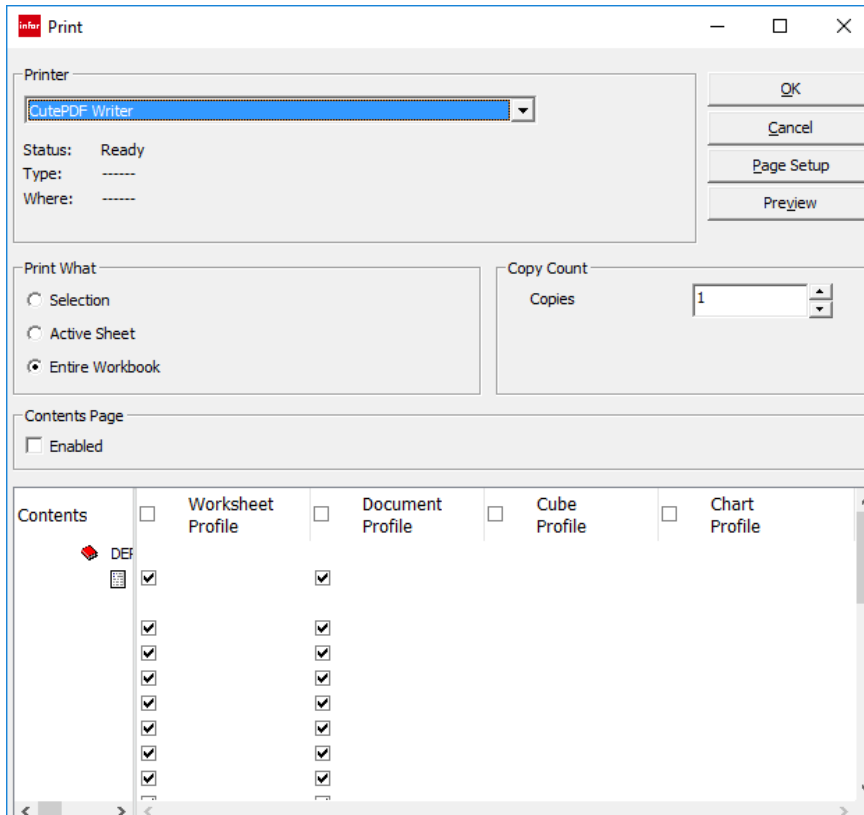 infor Print
Printer
CutePDF Writer
Status: Ready
Type: ------
Where: ------
OK
Cancel
Page Setup
Preview
Print What
Selection
Active Sheet
Entire Workbook
Copy Count
Copies 1
Contents Page
Enabled
Contents
Worksheet
Profile
Document
Profile
Cube
Profile
Chart
Profile